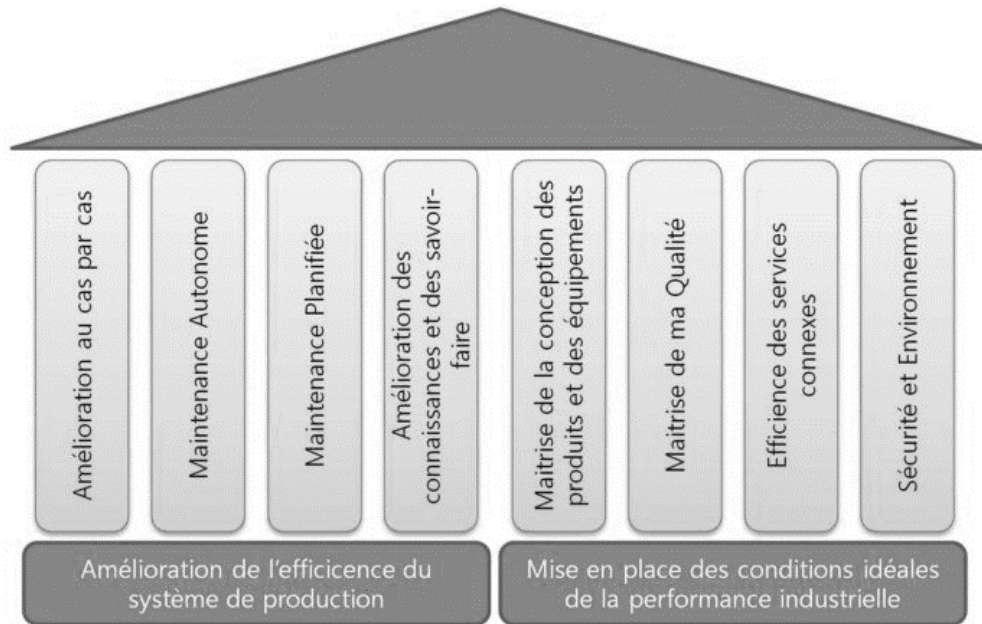 Amélioration au cas par cas
Maintenance Autonome
Maintenance Planifiée
Amélioration des
connaissances et des savoir-
faire
Maitrise de la conception des
produits et des équipements
Maitrise de ma Qualité
Efficience des services
connexes
Sécurité et Environnement
Amélioration de l'efficicence du
système de production
Mise en place des conditions idéales
de la performance industrielle